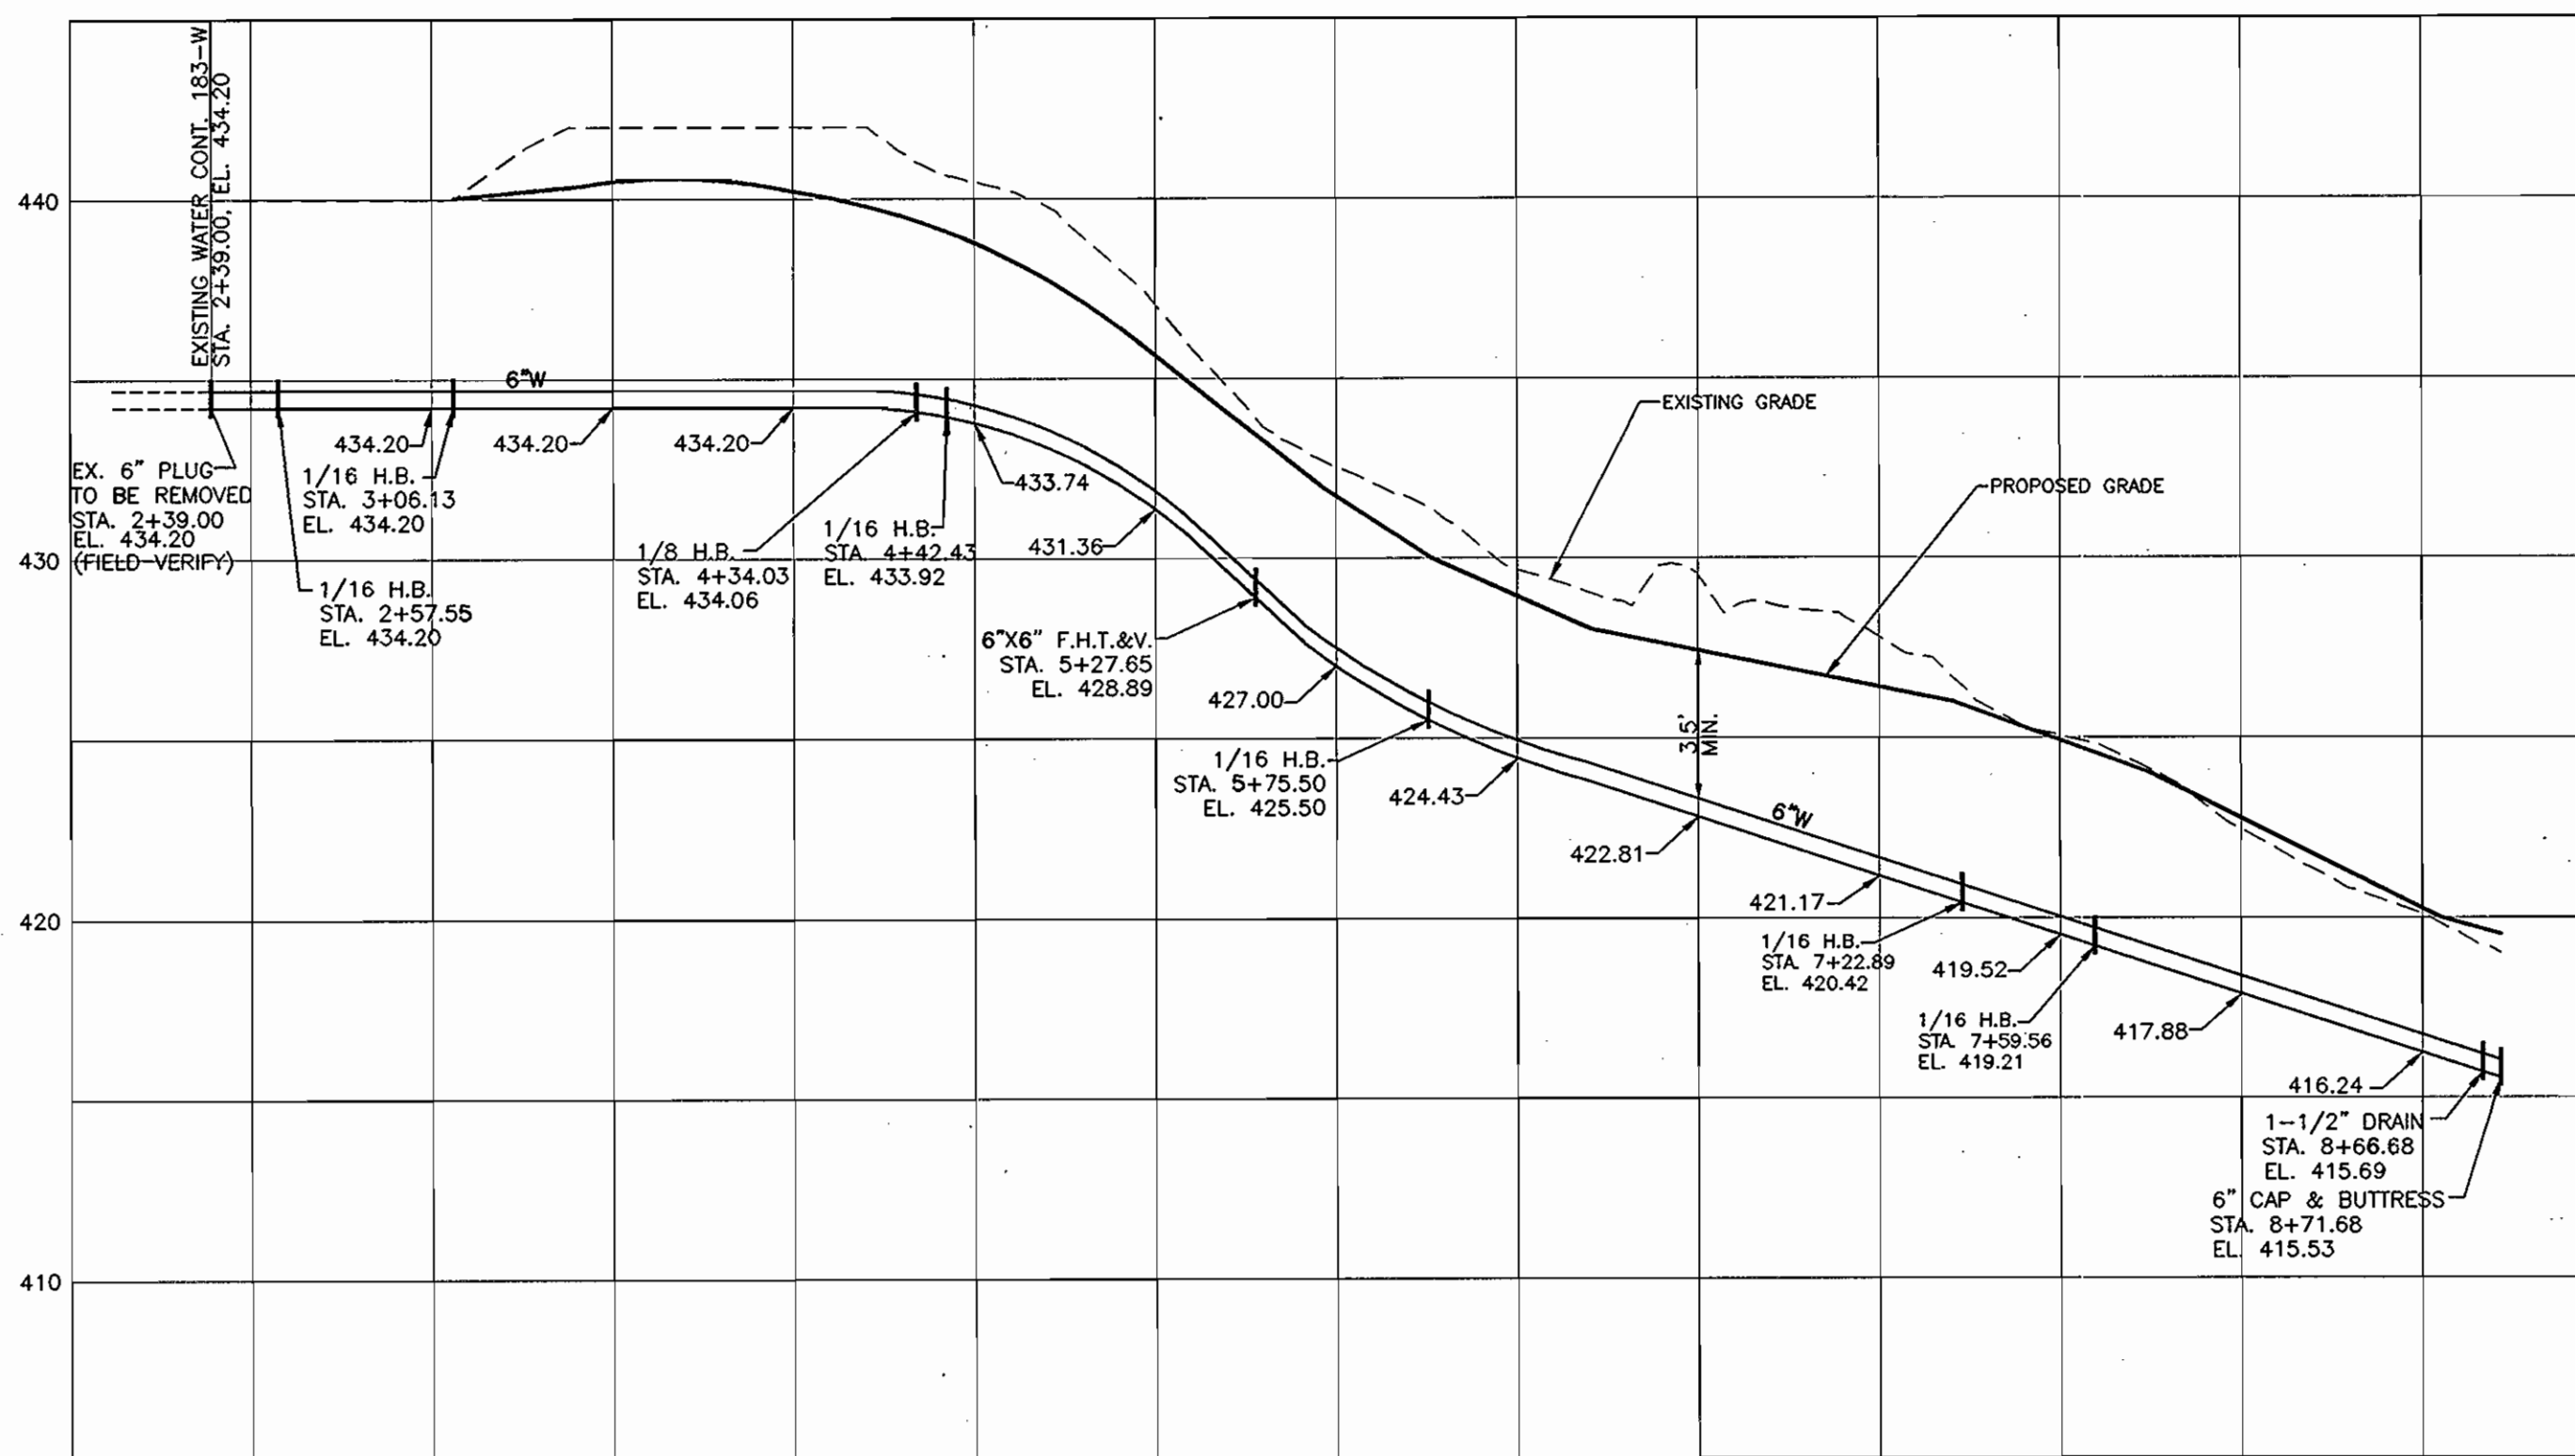 EXISTING WATER CONT. 183-W
STA. 2+39.00, EL. 434.20
440
6"W
434.20
434.20
434.20
EX. 6" PLUG
TO BE REMOVED
STA. 2+39.00
EL. 434.20
(FIELD VERIFY)
1/16 H.B.
STA. 3+06.13
EL. 434.20
1/16 H.B.
STA. 2+57.55
EL. 434.20
430
1/8 H.B.
STA. 4+34.03
EL. 434.06
1/16 H.B.
STA. 4+42.43
EL. 433.92
433.74
431.36
EXISTING GRADE
PROPOSED GRADE
6"X6" F.H.T.&V.
STA. 5+27.65
EL. 428.89
427.00
1/16 H.B.
STA. 5+75.50
EL. 425.50
424.43
3.5'
MIN.
6"W
422.81
421.17
420
1/16 H.B.
STA. 7+22.89
EL. 420.42
419.52
1/16 H.B.
STA. 7+59.56
EL. 419.21
417.88
416.24
1-1/2" DRAIN
STA. 8+66.68
EL. 415.69
6" CAP & BUTTRESS
STA. 8+71.68
EL. 415.53
410